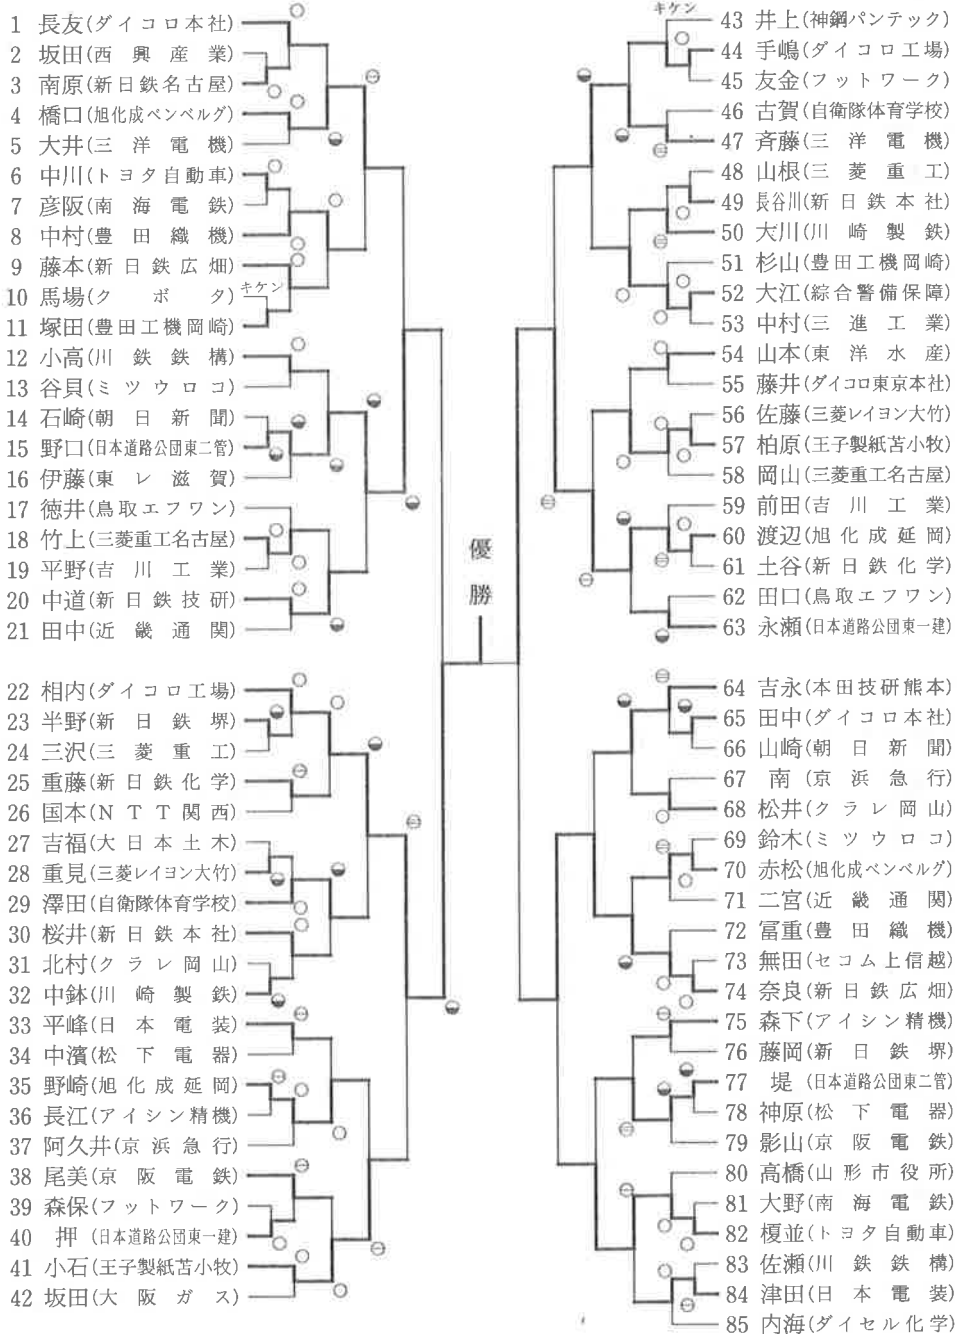 1 長友(ダイコロ本社)
2 坂田(西興産業)
3 南原(新日鉄名古屋)
4 橋口(旭化成ベンベルグ)
5 大井(三洋電機)
6 中川(トヨタ自動車)
7 彦阪(南海電鉄)
8 中村(豊田織機)
9 藤本(新日鉄広畑)
キケン
10 馬場(クボタ)
11 塚田(豊田工機岡崎)
12 小高(川鉄鉄構)
13 谷貝(ミツウロコ)
14 石崎(朝日新聞)
15 野口(日本道路公団東二管)
16 伊藤(東レ滋賀)
17 徳井(鳥取エフワン)
18 竹上(三菱重工名古屋)
19 平野(吉川工業)
20 中道(新日鉄技研)
21 田中(近畿通関)
22 相内(ダイコロ工場)
23 半野(新日鉄堺)
24 三沢(三菱重工)
25 重藤(新日鉄化学)
26 国本(NTT関西)
27 吉福(大日本土木)
28 重見(三菱レイヨン大竹)
29 澤田(自衛隊体育学校)
30 桜井(新日鉄本社)
31 北村(クラレ岡山)
32 中鉢(川崎製鉄)
33 平峰(日本電装)
34 中濱(松下電器)
35 野崎(旭化成延岡)
36 長江(アイシン精機)
37 阿久井(京浜急行)
38 尾美(京阪電鉄)
39 森保(フットワーク)
40 押(日本道路公団東一建)
41 小石(王子製紙苫小牧)
42 坂田(大阪ガス)
優勝
キケン
43 井上(神鋼パンテック)
44 手嶋(ダイコロ工場)
45 友金(フットワーク)
46 古賀(自衛隊体育学校)
47 斉藤(三洋電機)
48 山根(三菱重工)
49 長谷川(新日鉄本社)
50 大川(川崎製鉄)
51 杉山(豊田工機岡崎)
52 大江(綜合警備保障)
53 中村(三進工業)
54 山本(東洋水産)
55 藤井(ダイコロ東京本社)
56 佐藤(三菱レイヨン大竹)
57 柏原(王子製紙苫小牧)
58 岡山(三菱重工名古屋)
59 前田(吉川工業)
60 渡辺(旭化成延岡)
61 土谷(新日鉄化学)
62 田口(鳥取エフワン)
63 永瀬(日本道路公団東一建)
64 吉永(本田技研熊本)
65 田中(ダイコロ本社)
66 山崎(朝日新聞)
67 南(京浜急行)
68 松井(クラレ岡山)
69 鈴木(ミツウロコ)
70 赤松(旭化成ベンベルグ)
71 二宮(近畿通関)
72 冨重(豊田織機)
73 無田(セコム上信越)
74 奈良(新日鉄広畑)
75 森下(アイシン精機)
76 藤岡(新日鉄堺)
77 堤(日本道路公団東二管)
78 神原(松下電器)
79 影山(京阪電鉄)
80 高橋(山形市役所)
81 大野(南海電鉄)
82 榎並(トヨタ自動車)
83 佐瀬(川鉄鉄構)
84 津田(日本電装)
85 内海(ダイセル化学)